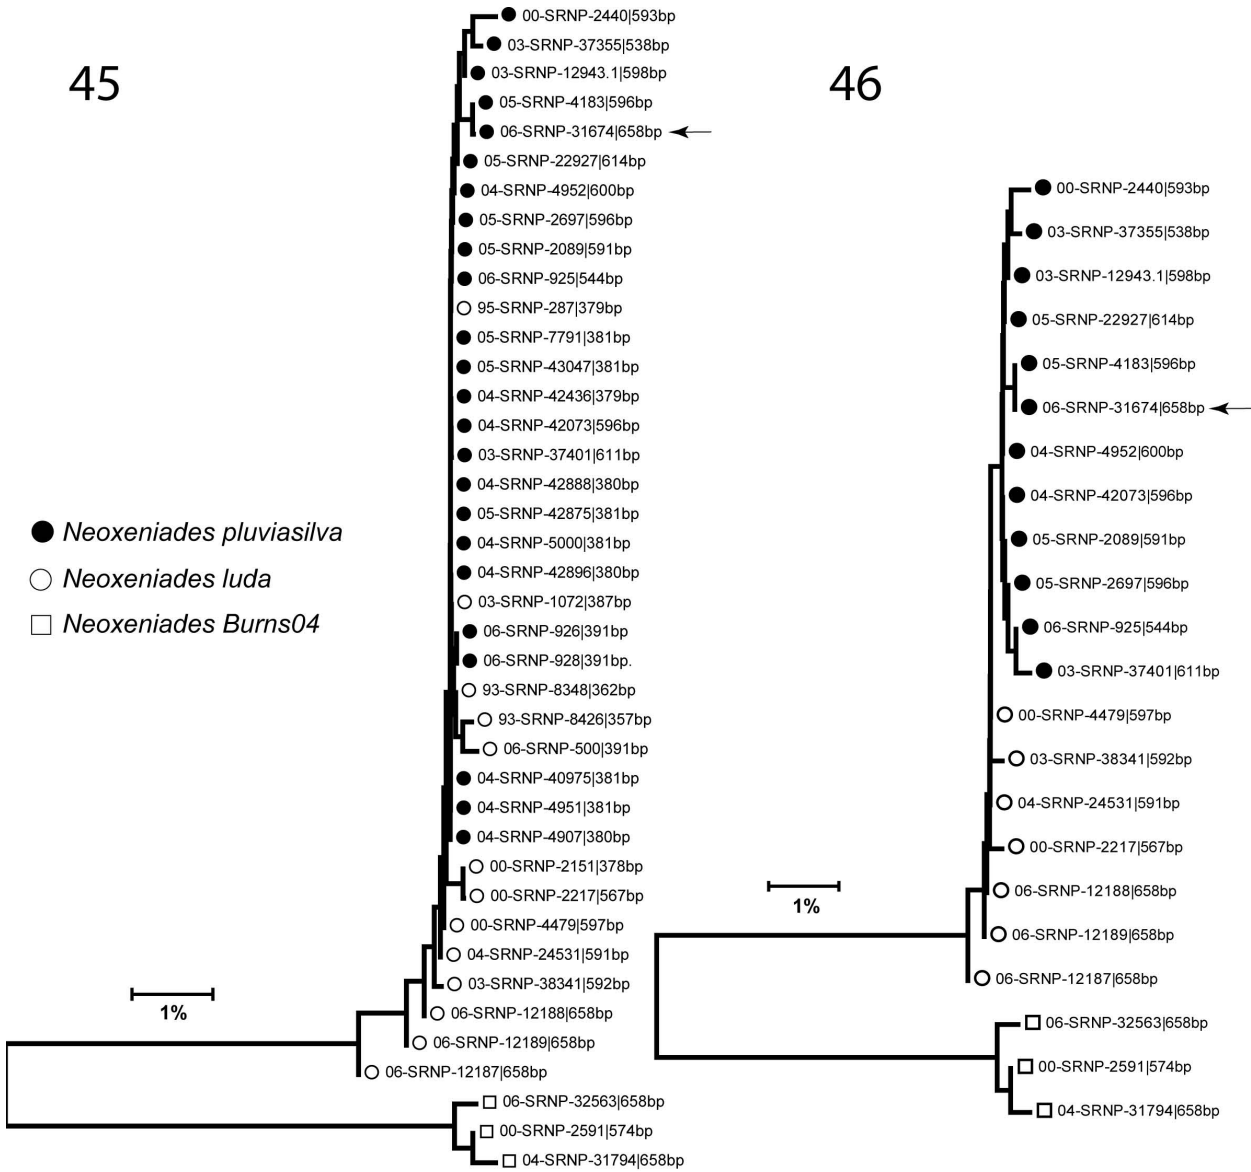 45
00-SRNP-2440|593bp
03-SRNP-37355|538bp
03-SRNP-12943.1|598bp
05-SRNP-4183|596bp
06-SRNP-31674|658bp
05-SRNP-22927|614bp
04-SRNP-4952|600bp
05-SRNP-2697|596bp
05-SRNP-2089|591bp
06-SRNP-925|544bp
95-SRNP-287|379bp
05-SRNP-7791|381bp
05-SRNP-43047|381bp
04-SRNP-42436|379bp
04-SRNP-42073|596bp
03-SRNP-37401|611bp
04-SRNP-42888|380bp
05-SRNP-42875|381bp
04-SRNP-5000|381bp
04-SRNP-42896|380bp
03-SRNP-1072|387bp
06-SRNP-926|391bp
06-SRNP-928|391bp.
93-SRNP-8348|362bp
93-SRNP-8426|357bp
06-SRNP-500|391bp
04-SRNP-40975|381bp
04-SRNP-4951|381bp
04-SRNP-4907|380bp
00-SRNP-2151|378bp
00-SRNP-2217|567bp
00-SRNP-4479|597bp
04-SRNP-24531|591bp
03-SRNP-38341|592bp
06-SRNP-12188|658bp
06-SRNP-12189|658bp
06-SRNP-12187|658bp
06-SRNP-32563|658bp
00-SRNP-2591|574bp
04-SRNP-31794|658bp
Neoxeniades pluviasilva
Neoxeniades luda
Neoxeniades Burns04
1%
46
00-SRNP-2440|593bp
03-SRNP-37355|538bp
03-SRNP-12943.1|598bp
05-SRNP-22927|614bp
05-SRNP-4183|596bp
06-SRNP-31674|658bp
04-SRNP-4952|600bp
04-SRNP-42073|596bp
05-SRNP-2089|591bp
05-SRNP-2697|596bp
06-SRNP-925|544bp
03-SRNP-37401|611bp
00-SRNP-4479|597bp
03-SRNP-38341|592bp
04-SRNP-24531|591bp
00-SRNP-2217|567bp
06-SRNP-12188|658bp
06-SRNP-12189|658bp
06-SRNP-12187|658bp
06-SRNP-32563|658bp
00-SRNP-2591|574bp
04-SRNP-31794|658bp
1%